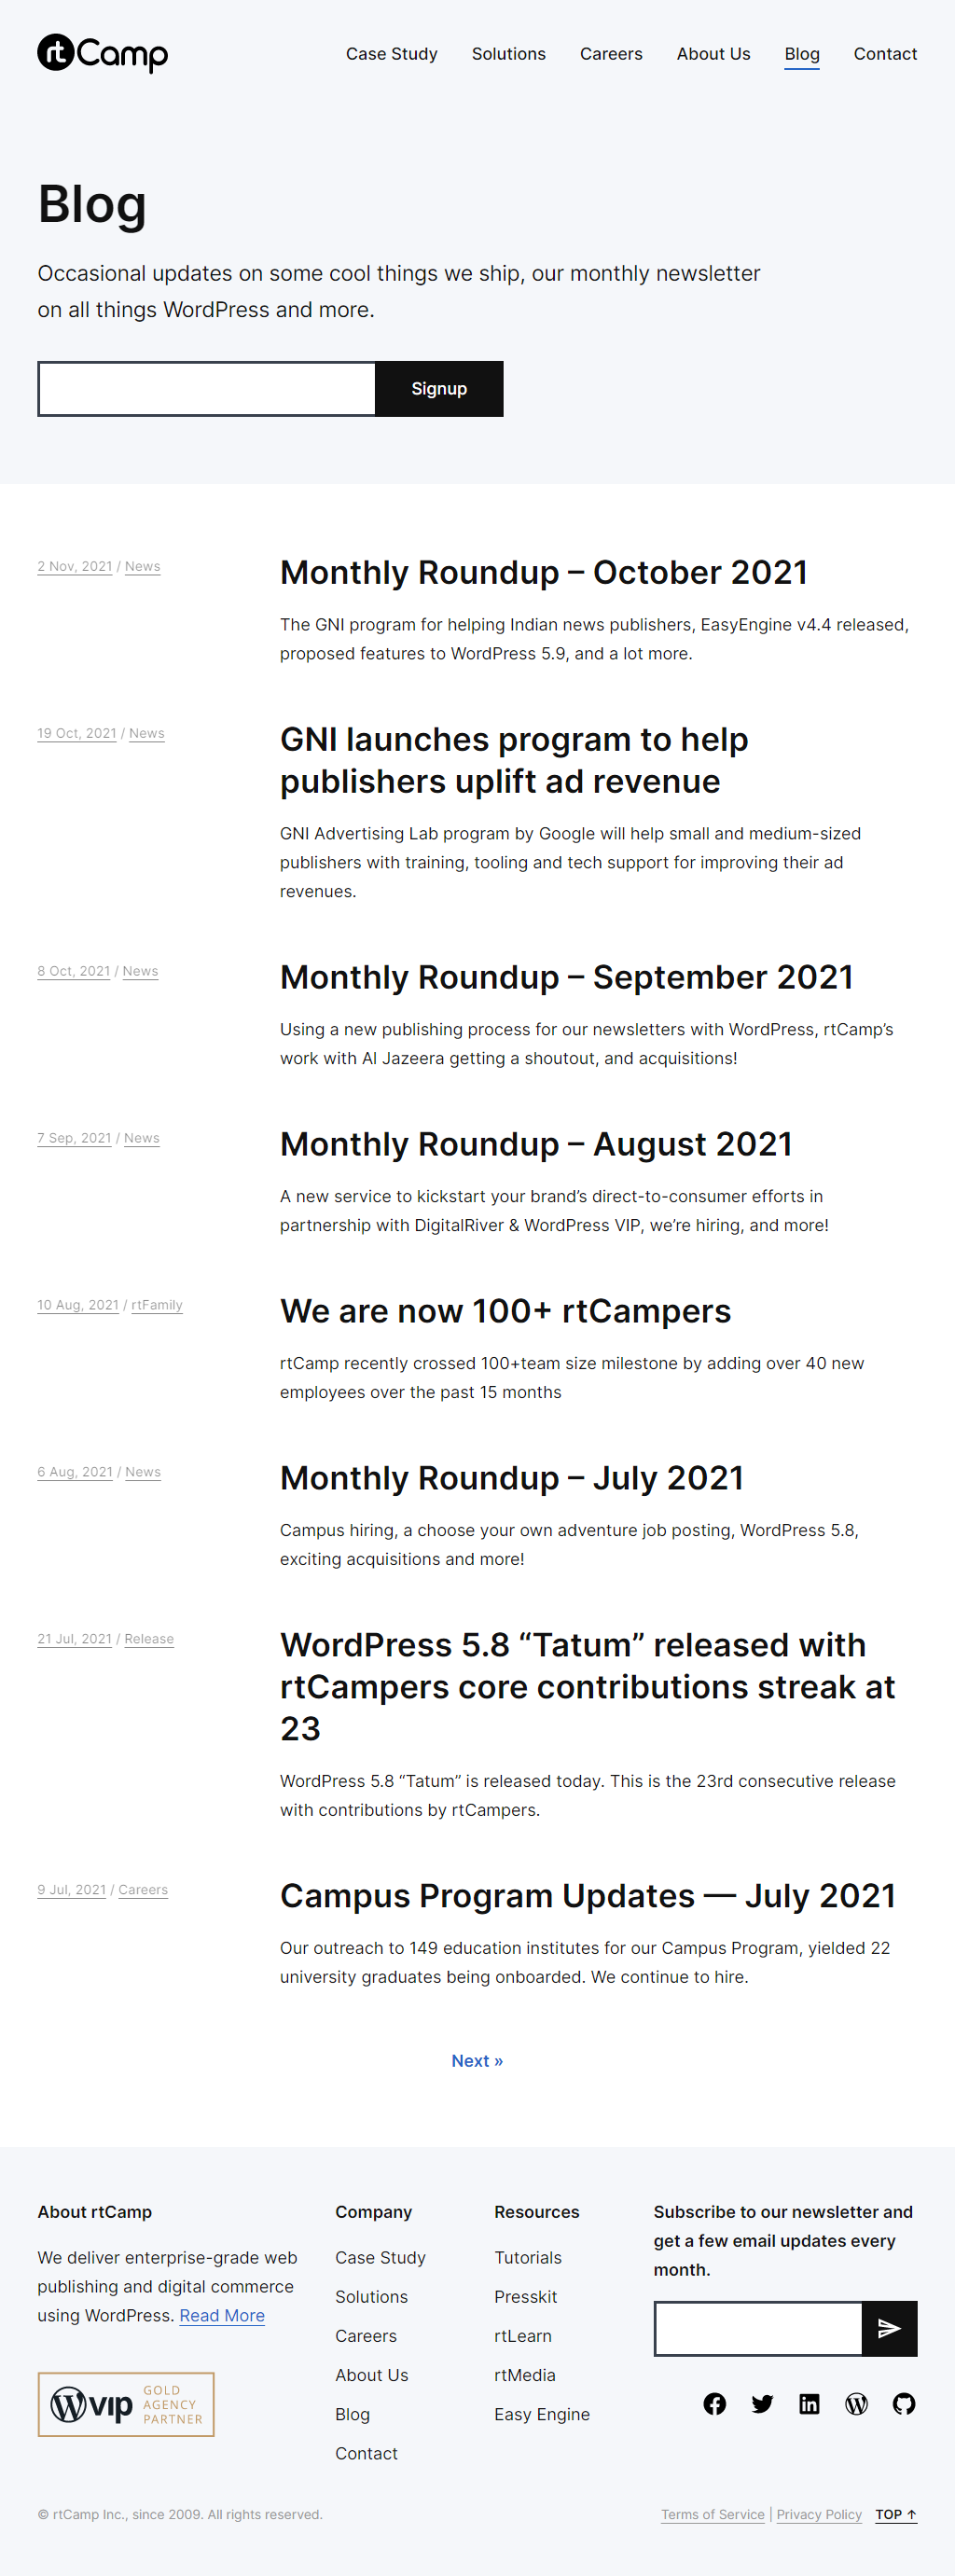 rtCamp
Case Study Solutions Careers About Us Blog Contact
Blog
Occasional updates on some cool things we ship, our monthly newsletter
on all things WordPress and more.
Signup
2 Nov, 2021 / News
Monthly Roundup – October 2021
The GNI program for helping Indian news publishers, EasyEngine v4.4 released,
proposed features to WordPress 5.9, and a lot more.
19 Oct, 2021 / News
GNI launches program to help
publishers uplift ad revenue
GNI Advertising Lab program by Google will help small and medium-sized
publishers with training, tooling and tech support for improving their ad
revenues.
8 Oct, 2021 / News
Monthly Roundup – September 2021
Using a new publishing process for our newsletters with WordPress, rtCamp’s
work with Al Jazeera getting a shoutout, and acquisitions!
7 Sep, 2021 / News
Monthly Roundup – August 2021
A new service to kickstart your brand’s direct-to-consumer efforts in
partnership with DigitalRiver & WordPress VIP, we’re hiring, and more!
10 Aug, 2021 / rtFamily
We are now 100+ rtCampers
rtCamp recently crossed 100+team size milestone by adding over 40 new
employees over the past 15 months
6 Aug, 2021 / News
Monthly Roundup – July 2021
Campus hiring, a choose your own adventure job posting, WordPress 5.8,
exciting acquisitions and more!
21 Jul, 2021 / Release
WordPress 5.8 “Tatum” released with
rtCampers core contributions streak at
23
WordPress 5.8 “Tatum” is released today. This is the 23rd consecutive release
with contributions by rtCampers.
9 Jul, 2021 / Careers
Campus Program Updates — July 2021
Our outreach to 149 education institutes for our Campus Program, yielded 22
university graduates being onboarded. We continue to hire.
Next »
About rtCamp
We deliver enterprise-grade web
publishing and digital commerce
using WordPress. Read More
W vip
GOLD
AGENCY
PARTNER
Company
Case Study
Solutions
Careers
About Us
Blog
Contact
Resources
Tutorials
Presskit
rtLearn
rtMedia
Easy Engine
Subscribe to our newsletter and
get a few email updates every
month.
© rtCamp Inc., since 2009. All rights reserved.
Terms of Service | Privacy Policy TOP ↑